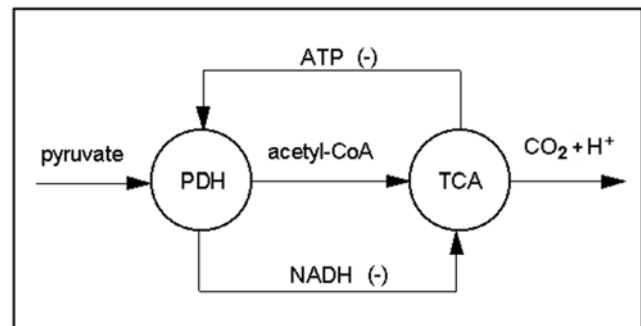 ATP (-)
pyruvate
PDH
acetyl-CoA
TCA
CO₂ + H⁺
NADH (-)